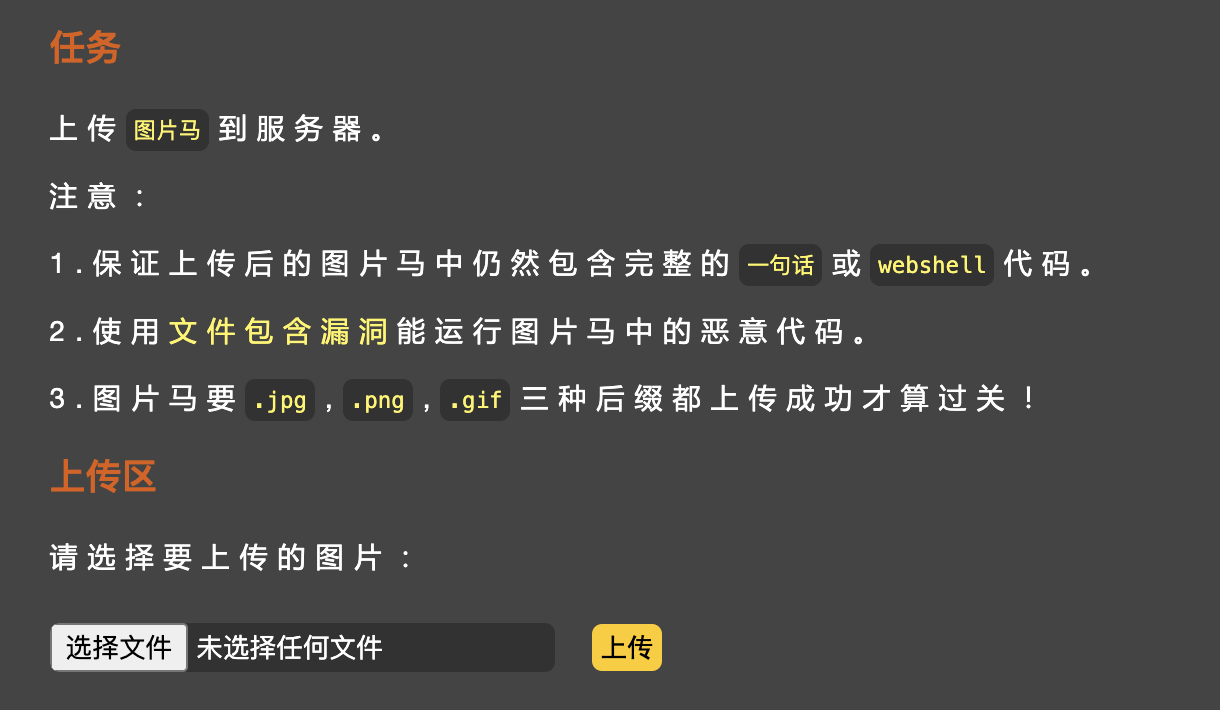 任务
上传 图片马 到服务器。
注意：
1.保证上传后的图片马中仍然包含完整的 一句话 或 webshell 代码。
2.使用文件包含漏洞能运行图片马中的恶意代码。
3.图片马要 .jpg , .png , .gif 三种后缀都上传成功才算过关！
上传区
请选择要上传的图片：
选择文件 未选择任何文件 上传